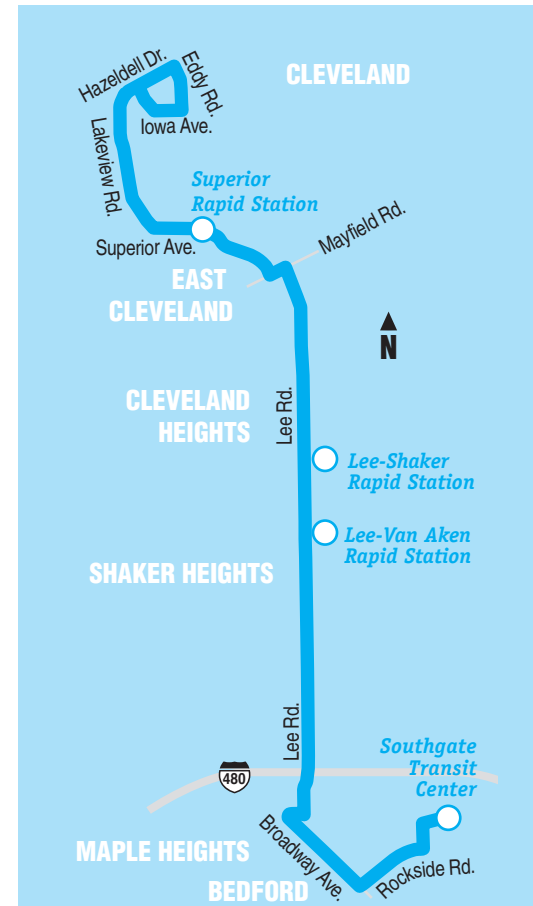 Hazeldell Dr.
Eddy Rd.
CLEVELAND
Iowa Ave.
Lakeview Rd.
Superior
Rapid Station
Superior Ave.
Mayfield Rd.
EAST
CLEVELAND
N
CLEVELAND
HEIGHTS
Lee Rd.
Lee-Shaker
Rapid Station
Lee-Van Aken
Rapid Station
SHAKER HEIGHTS
Lee Rd.
Southgate
Transit
Center
480
MAPLE HEIGHTS
Broadway Ave.
Rockside Rd.
BEDFORD